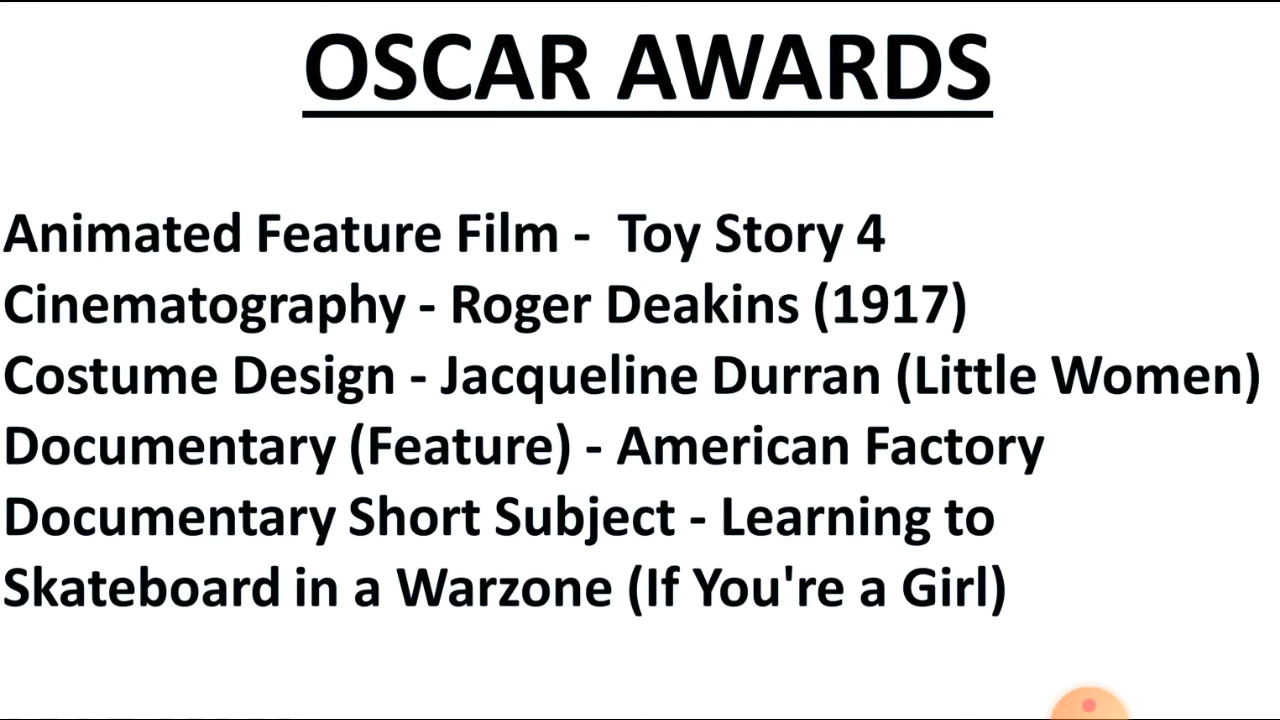 OSCAR AWARDS
Animated Feature Film - Toy Story 4
Cinematography - Roger Deakins (1917)
Costume Design - Jacqueline Durran (Little Women)
Documentary (Feature) - American Factory
Documentary Short Subject - Learning to
Skateboard in a Warzone (If You're a Girl)